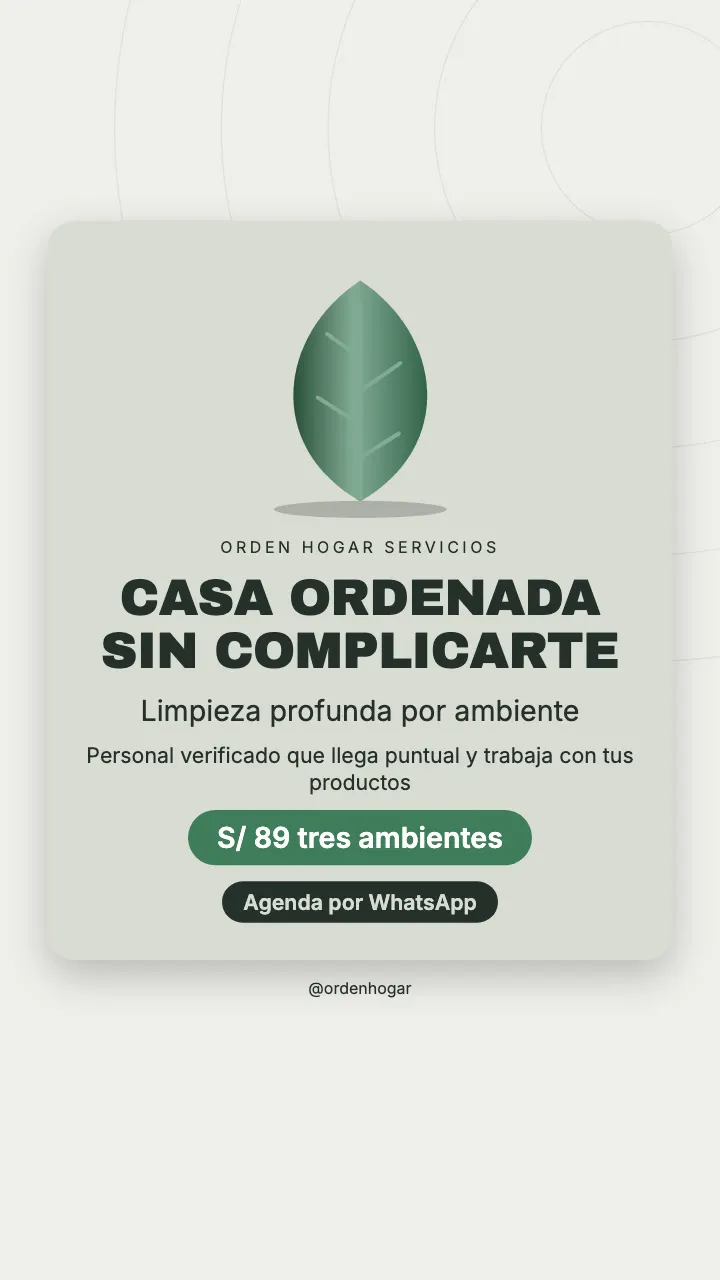 ORDEN HOGAR SERVICIOS
CASA ORDENADA
SIN COMPLICARTE
Limpieza profunda por ambiente
Personal verificado que llega puntual y trabaja con tus
productos
S/ 89 tres ambientes
Agenda por WhatsApp
@ordenhogar